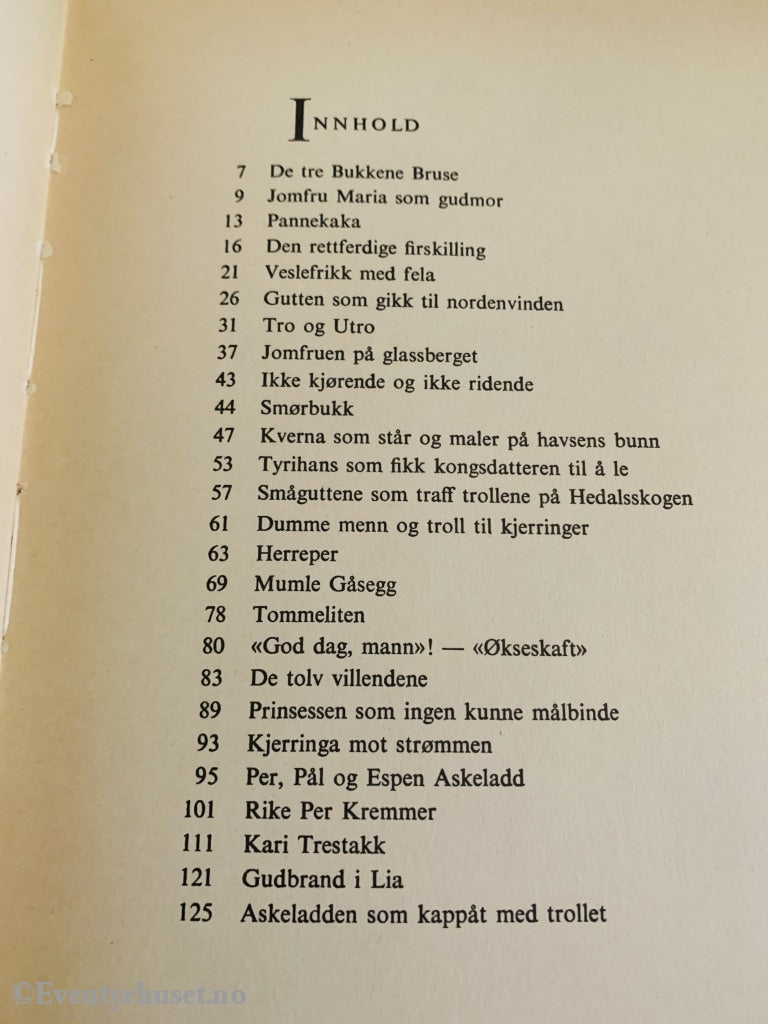 INNHOLD
7 De tre Bukkene Bruse
9 Jomfru Maria som gudmor
13 Pannekaka
16 Den rettferdige firskilling
21 Veslefrikk med fela
26 Gutten som gikk til nordenvinden
31 Tro og Utro
37 Jomfruen på glassberget
43 Ikke kjørende og ikke ridende
44 Smørbukk
47 Kverna som står og maler på havsens bunn
53 Tyrihans som fikk kongsdatteren til å le
57 Småguttene som traff trollene på Hedalsskogen
61 Dumme menn og troll til kjerringer
63 Herreper
69 Mumle Gåsegg
78 Tommeliten
80 «God dag, mann»! — «Økseskaft»
83 De tolv villendene
89 Prinsessen som ingen kunne målbinde
93 Kjerringa mot strømmen
95 Per, Pål og Espen Askeladd
101 Rike Per Kremmer
111 Kari Trestakk
121 Gudbrand i Lia
125 Askeladden som kappåt med trollet
©Eventyrhuset.no